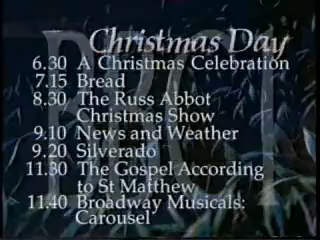 Christmas Day
6.30 A Christmas Celebration
7.15 Bread
8.30 The Russ Abbot
Christmas Show
9.10 News and Weather
9.20 Silverado
11.30 The Gospel According
to St Matthew
11.40 Broadway Musicals:
Carousel